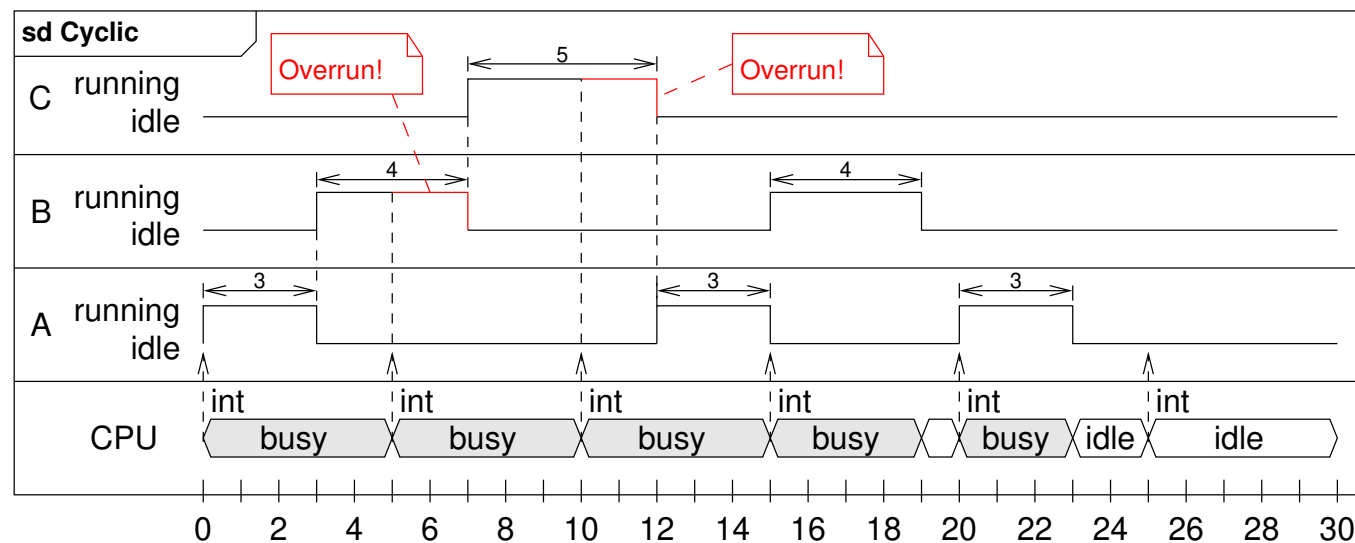 sd Cyclic
Overrun!
5
Overrun!
C
running
idle
4
4
B
running
idle
3
3
3
A
running
idle
int int int int int int
CPU busy busy busy busy busy idle idle
0 2 4 6 8 10 12 14 16 18 20 22 24 26 28 30